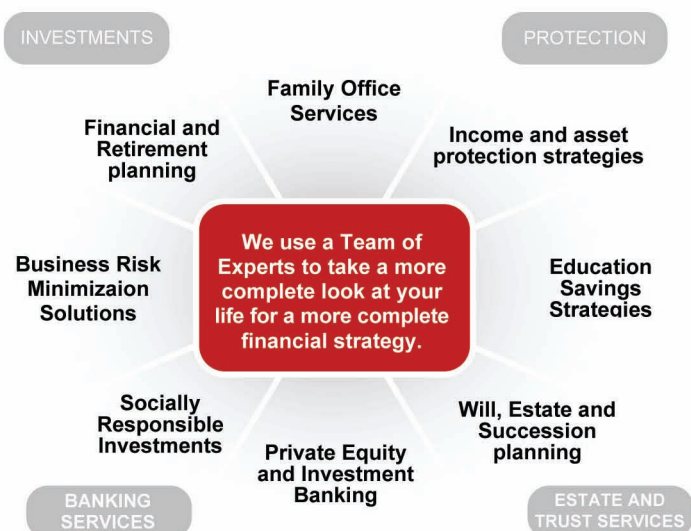 INVESTMENTS
PROTECTION
Family Office
Services
Financial and
Retirement
planning
Income and asset
protection strategies
We use a Team of
Experts to take a more
complete look at your
life for a more complete
financial strategy.
Business Risk
Minimizaion
Solutions
Education
Savings
Strategies
Socially
Responsible
Investments
Will, Estate and
Succession
planning
Private Equity
and Investment
Banking
BANKING
SERVICES
ESTATE AND
TRUST SERVICES